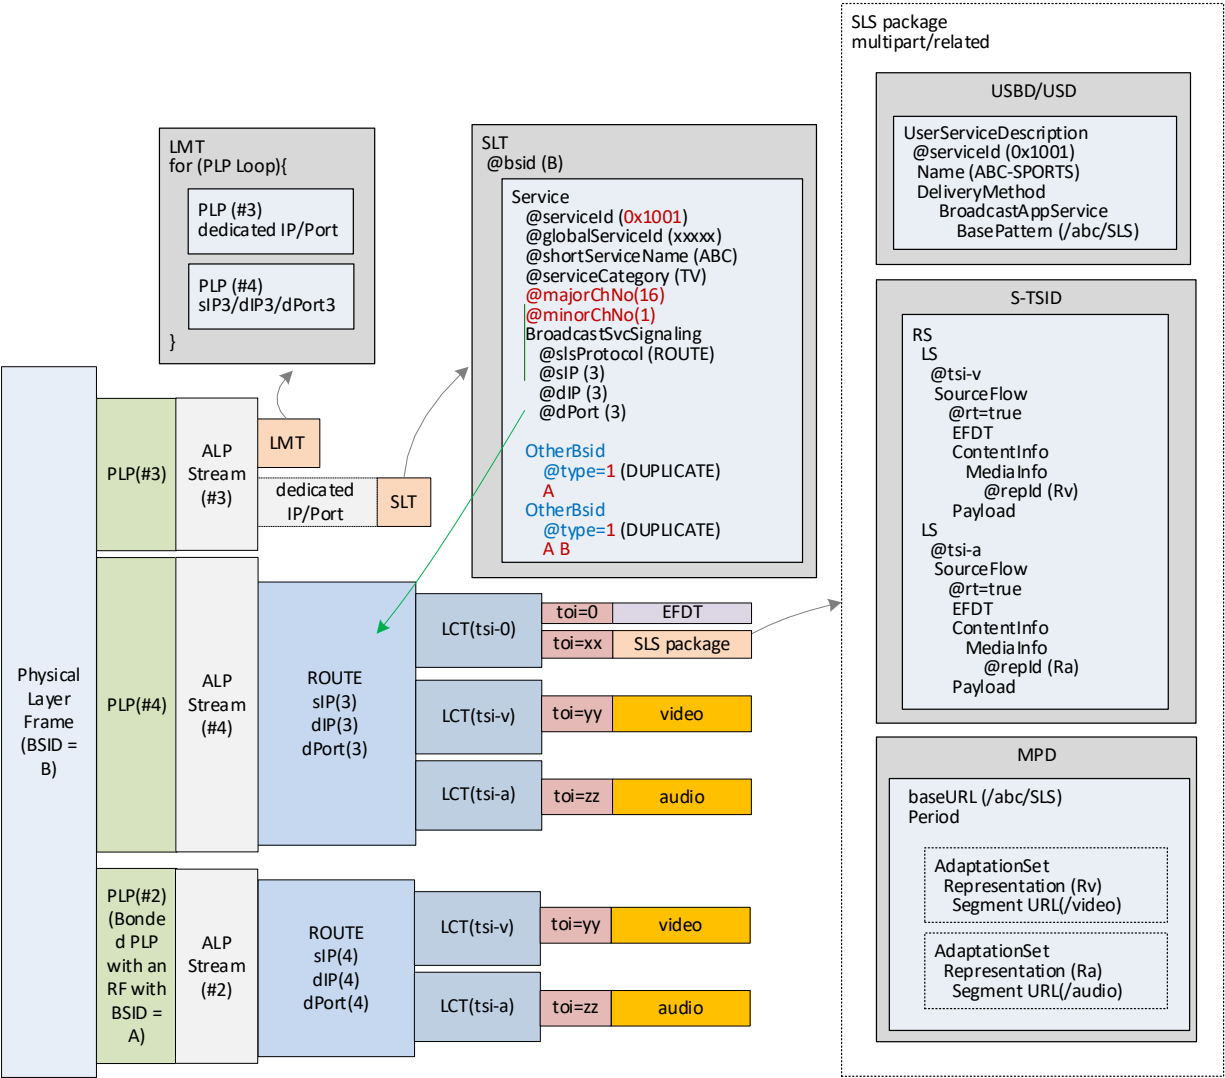 SLS package
multipart/related
USBD/USD
UserServiceDescription
@serviceId (0x1001)
Name (ABC-SPORTS)
DeliveryMethod
BroadcastAppService
BasePattern (/abc/SLS)
S-TSID
RS
LS
@tsi-v
SourceFlow
@rt=true
EFDT
ContentInfo
MediaInfo
@repId (Rv)
Payload
LS
@tsi-a
SourceFlow
@rt=true
EFDT
ContentInfo
MediaInfo
@repId (Ra)
Payload
MPD
baseURL (/abc/SLS)
Period
AdaptationSet
Representation (Rv)
Segment URL(/video)
AdaptationSet
Representation (Ra)
Segment URL(/audio)
LMT
for (PLP Loop){
PLP (#3)
dedicated IP/Port
PLP (#4)
sIP3/dIP3/dPort3
}
SLT
@bsid (B)
Service
@serviceId (0x1001)
@globalServiceId (xxxxx)
@shortServiceName (ABC)
@serviceCategory (TV)
@majorChNo(16)
@minorChNo(1)
BroadcastSvcSignaling
@slsProtocol (ROUTE)
@sIP (3)
@dIP (3)
@dPort (3)
OtherBsid
@type=1 (DUPLICATE)
A
OtherBsid
@type=1 (DUPLICATE)
A B
Physical
Layer
Frame
(BSID =
B)
PLP(#3)
ALP
Stream
(#3)
LMT
dedicated
IP/Port
SLT
PLP(#4)
ALP
Stream
(#4)
ROUTE
sIP(3)
dIP(3)
dPort(3)
LCT(tsi-0)
toi=0
EFDT
toi=xx
SLS package
LCT(tsi-v)
toi=yy
video
LCT(tsi-a)
toi=zz
audio
PLP(#2)
(Bonde
d PLP
with an
RF with
BSID =
A)
ALP
Stream
(#2)
ROUTE
sIP(4)
dIP(4)
dPort(4)
LCT(tsi-v)
toi=yy
video
LCT(tsi-a)
toi=zz
audio